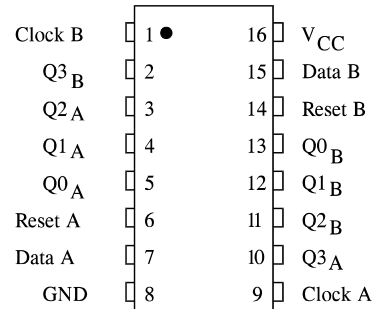 Clock B 1 16 VCC
Q3B 2 15 Data B
Q2A 3 14 Reset B
Q1A 4 13 Q0B
Q0A 5 12 Q1B
Reset A 6 11 Q2B
Data A 7 10 Q3A
GND 8 9 Clock A